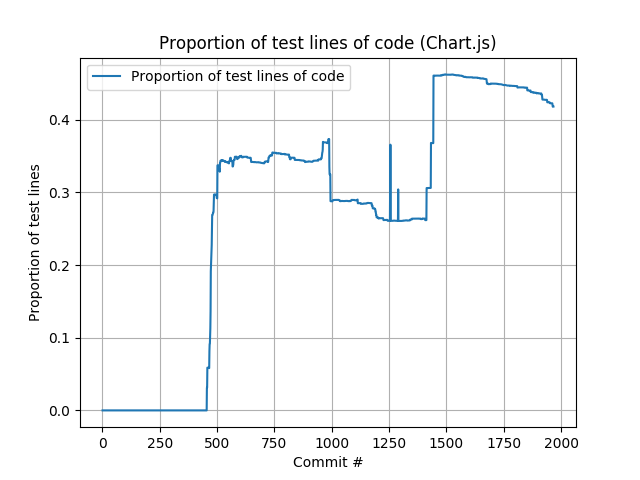 Proportion of test lines of code (Chart.js)
Proportion of test lines of code
Proportion of test lines
0.4
0.3
0.2
0.1
0.0
0 250 500 750 1000 1250 1500 1750 2000
Commit #